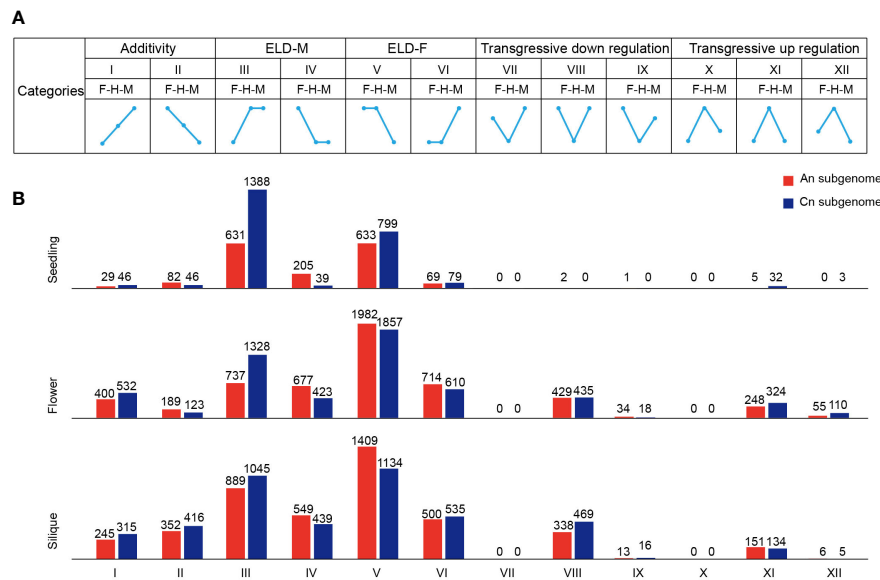 A
Categories
Additivity ELD-M ELD-F Transgressive down regulation Transgressive up regulation
I II III IV V VI VII VIII IX X XI XII
F-H-M F-H-M F-H-M F-H-M F-H-M F-H-M F-H-M F-H-M F-H-M F-H-M F-H-M F-H-M
B
An subgenome
Cn subgenome
Seedling
29 46 82 46 631 1388 205 39 633 799 69 79 0 0 2 0 1 0 0 0 5 32 0 3
Flower
400 532 189 123 737 1328 677 423 1982 1857 714 610 0 0 429 435 34 18 0 0 248 324 55 110
Silique
245 315 352 416 889 1045 549 439 1409 1134 500 535 0 0 338 469 13 16 0 0 151 134 6 5
I II III IV V VI VII VIII IX X XI XII